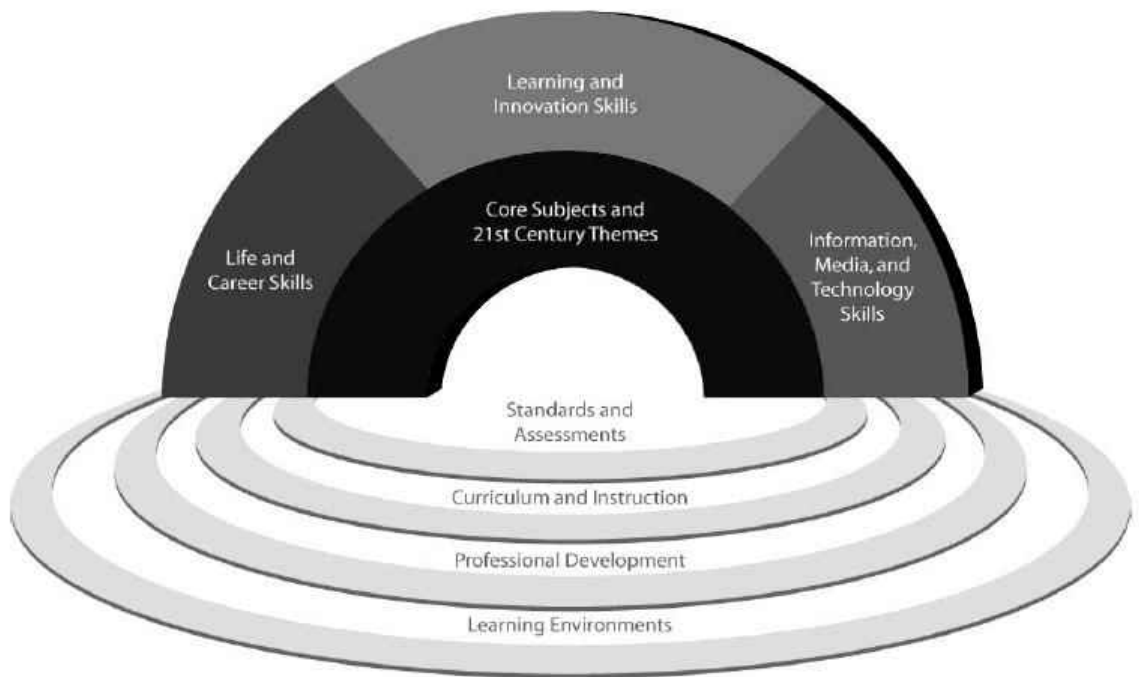 Learning and
Innovation Skills
Core Subjects and
21st Century Themes
Life and
Career Skills
Information,
Media, and
Technology
Skills
Standards and
Assessments
Curriculum and Instruction
Professional Development
Learning Environments